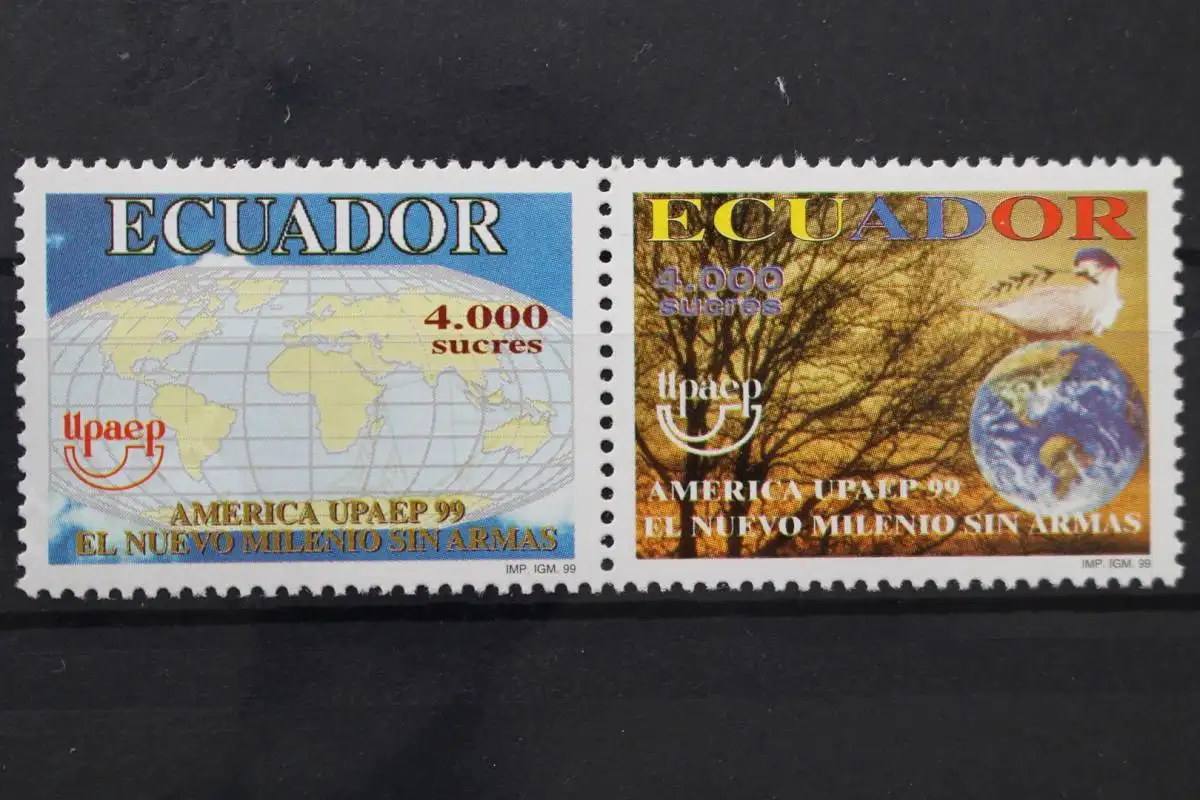 ECUADOR
4.000
sucres
Upaep
AMERICA UPAEP 99
EL NUEVO MILENIO SIN ARMAS
IMP. IGM. 99
ECUADOR
4.000
sucres
Upaep
AMERICA UPAEP 99
EL NUEVO MILENIO SIN ARMAS
IMP. IGM. 99